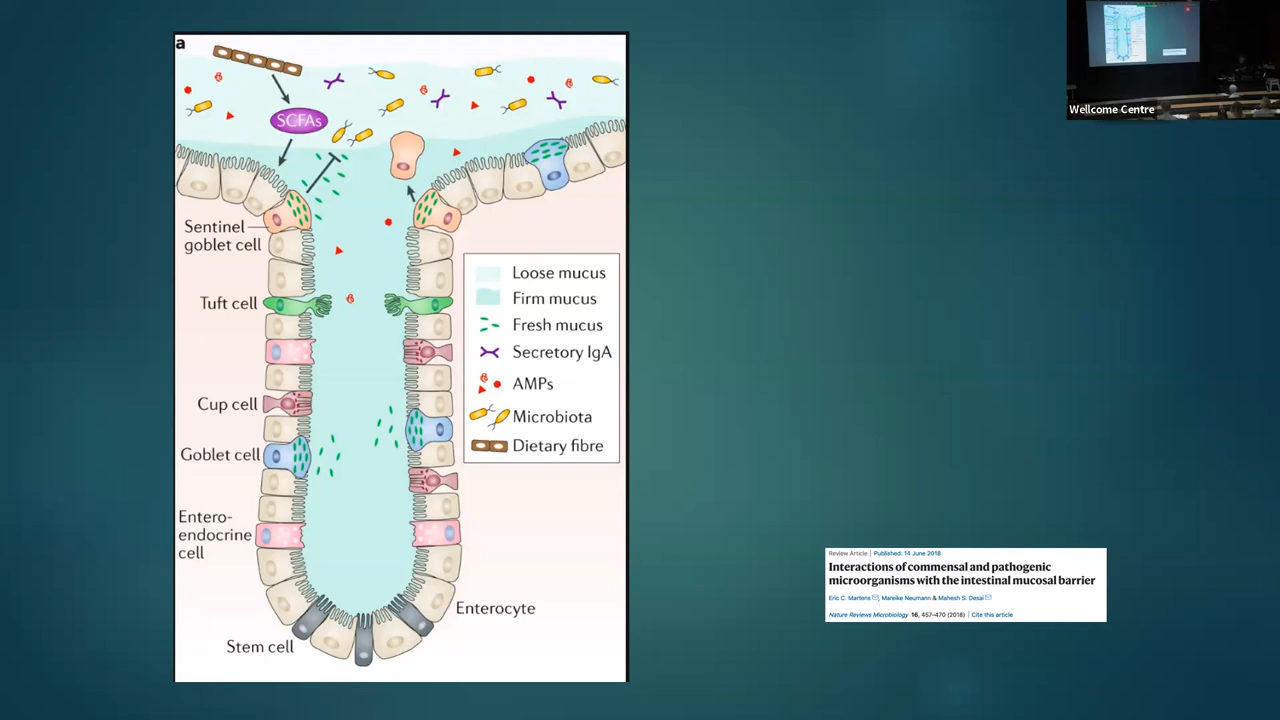 a
SCFAs
Sentinel
goblet cell
Tuft cell
Cup cell
Goblet cell
Entero-
endocrine
cell
Stem cell
Enterocyte
Loose mucus
Firm mucus
Fresh mucus
Secretory IgA
AMPs
Microbiota
Dietary fibre
Wellcome Centre
Review Article | Published: 14 June 2018
Interactions of commensal and pathogenic
microorganisms with the intestinal mucosal barrier
Eric C. Martens, Mareike Neumann & Mahesh S. Desai
Nature Reviews Microbiology 16, 457–470 (2018) | Cite this article